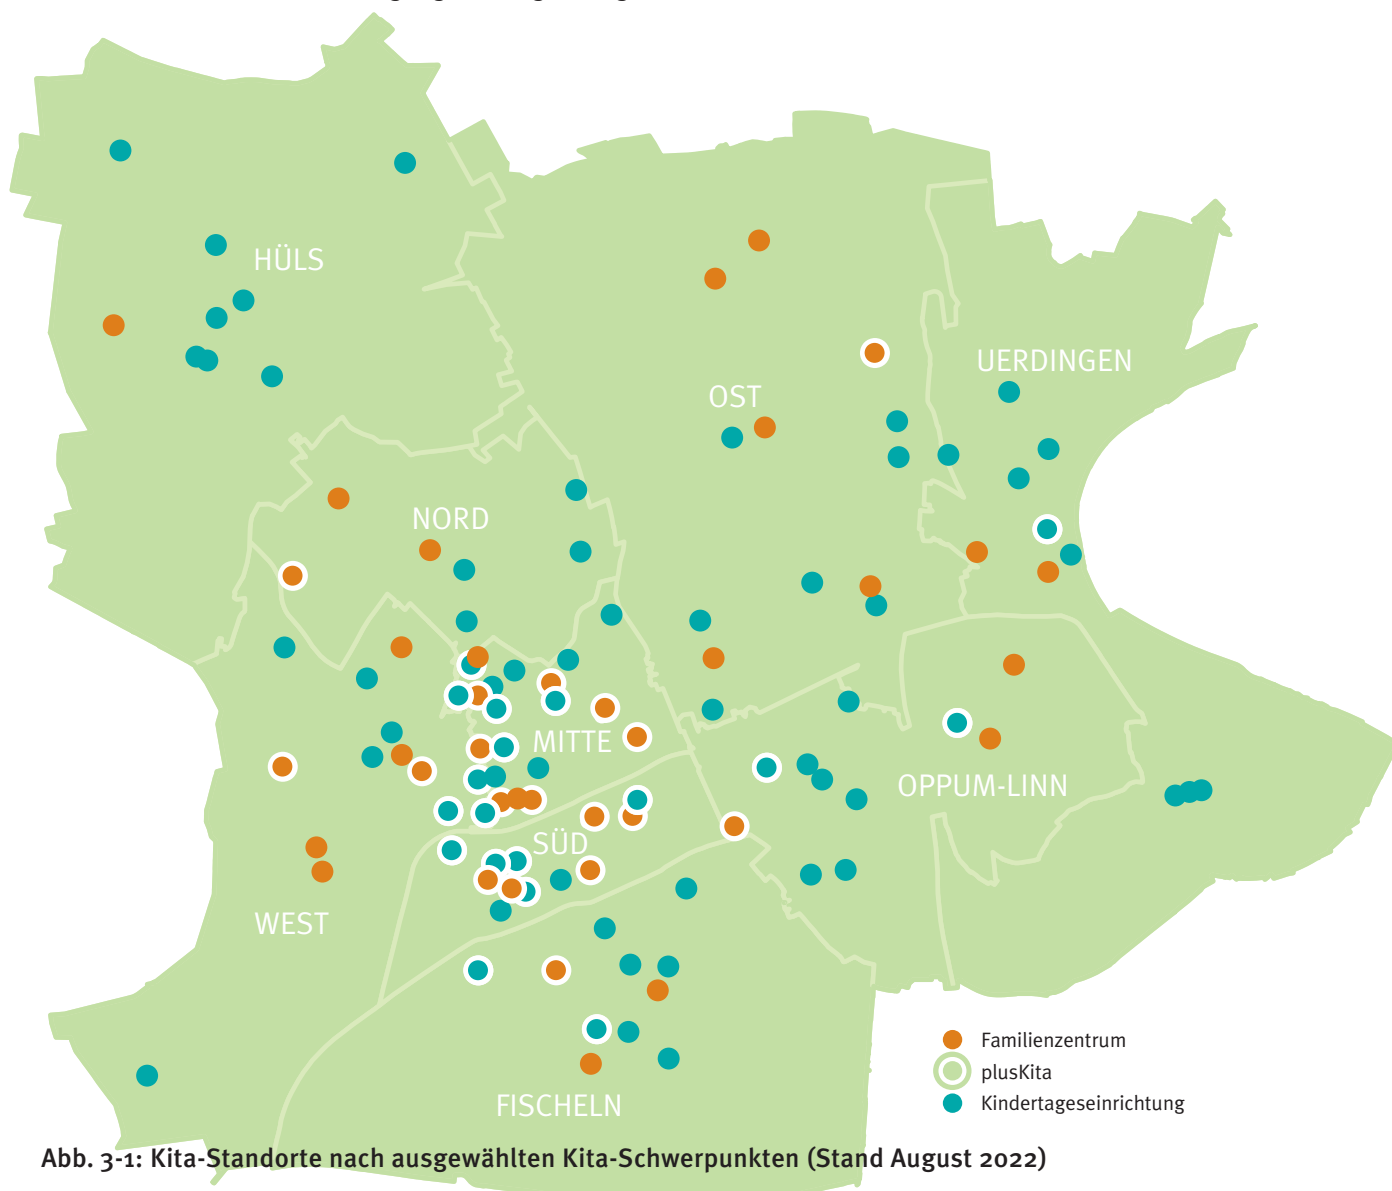 HÜLS
UERDINGEN
OST
NORD
MITTE
OPPUM-LINN
SÜD
WEST
FISCHELN
Familienzentrum
plusKita
Kindertageseinrichtung
Abb. 3-1: Kita-Standorte nach ausgewählten Kita-Schwerpunkten (Stand August 2022)